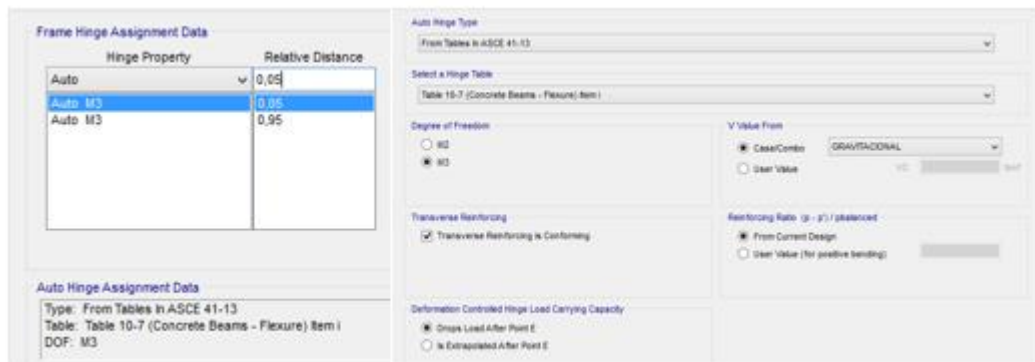 Frame Hinge Assignment Data
Hinge Property Relative Distance
Auto 0,05
Auto M3 0,05
Auto M3 0,95
Auto Hinge Assignment Data
Type: From Tables In ASCE 41-13
Table: Table 10-7 (Concrete Beams - Flexure) Item i
DOF: M3
Auto Hinge Type
From Tables In ASCE 41-13
Select a Hinge Table
Table 10-7 (Concrete Beams - Flexure) Item i
Degree of Freedom
M2
M3
V Value From
Case/Combo GRAVITACIONAL
User Value
Transverse Reinforcing
Transverse Reinforcing is Conforming
Reinforcing Ratio (p - p') / pbalanced
From Current Design
User Value (for positive bending)
Deformation Controlled Hinge Load Carrying Capacity
Drops Load After Point E
Is Extrapolated After Point E